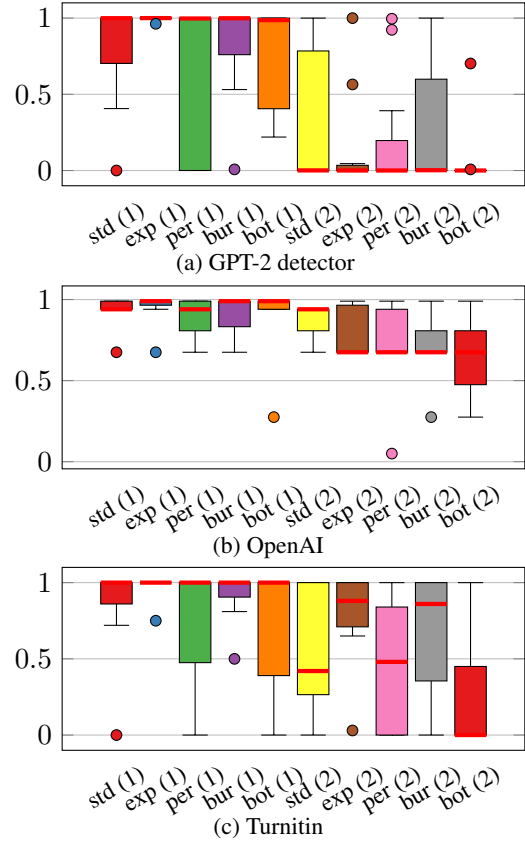 1
0.5
0
std (1) exp (1) per (1) bur (1) bot (1) std (2) exp (2) per (2) bur (2) bot (2)
(a) GPT-2 detector
1
0.5
0
std (1) exp (1) per (1) bur (1) bot (1) std (2) exp (2) per (2) bur (2) bot (2)
(b) OpenAI
1
0.5
0
std (1) exp (1) per (1) bur (1) bot (1) std (2) exp (2) per (2) bur (2) bot (2)
(c) Turnitin